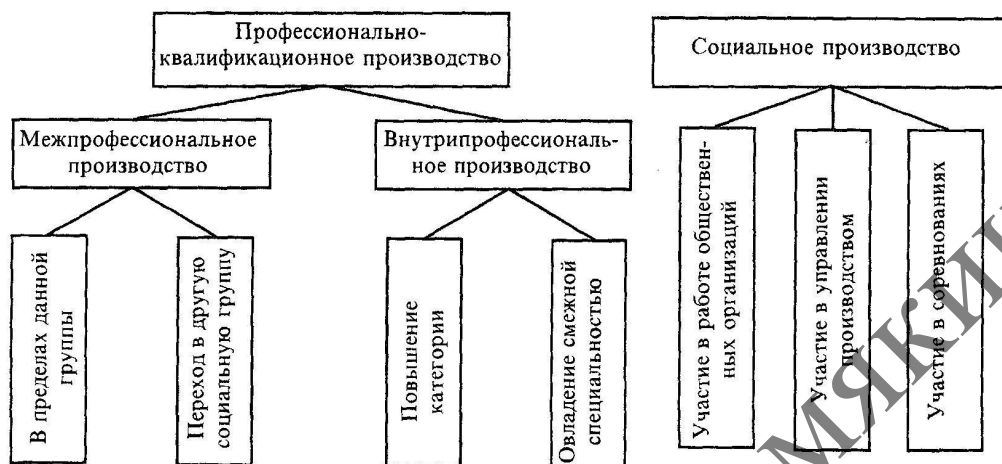 Профессионально-
квалификационное производство
Социальное производство
Межпрофессиональное
производство
Внутрипрофессиональ-
ное производство
В пределах данной
группы
Переход в другую
социальную группу
Повышение
категории
Овладение смежной
специальностью
Участие в работе обществен-
ных организаций
Участие в управлении
производством
Участие в соревнованиях